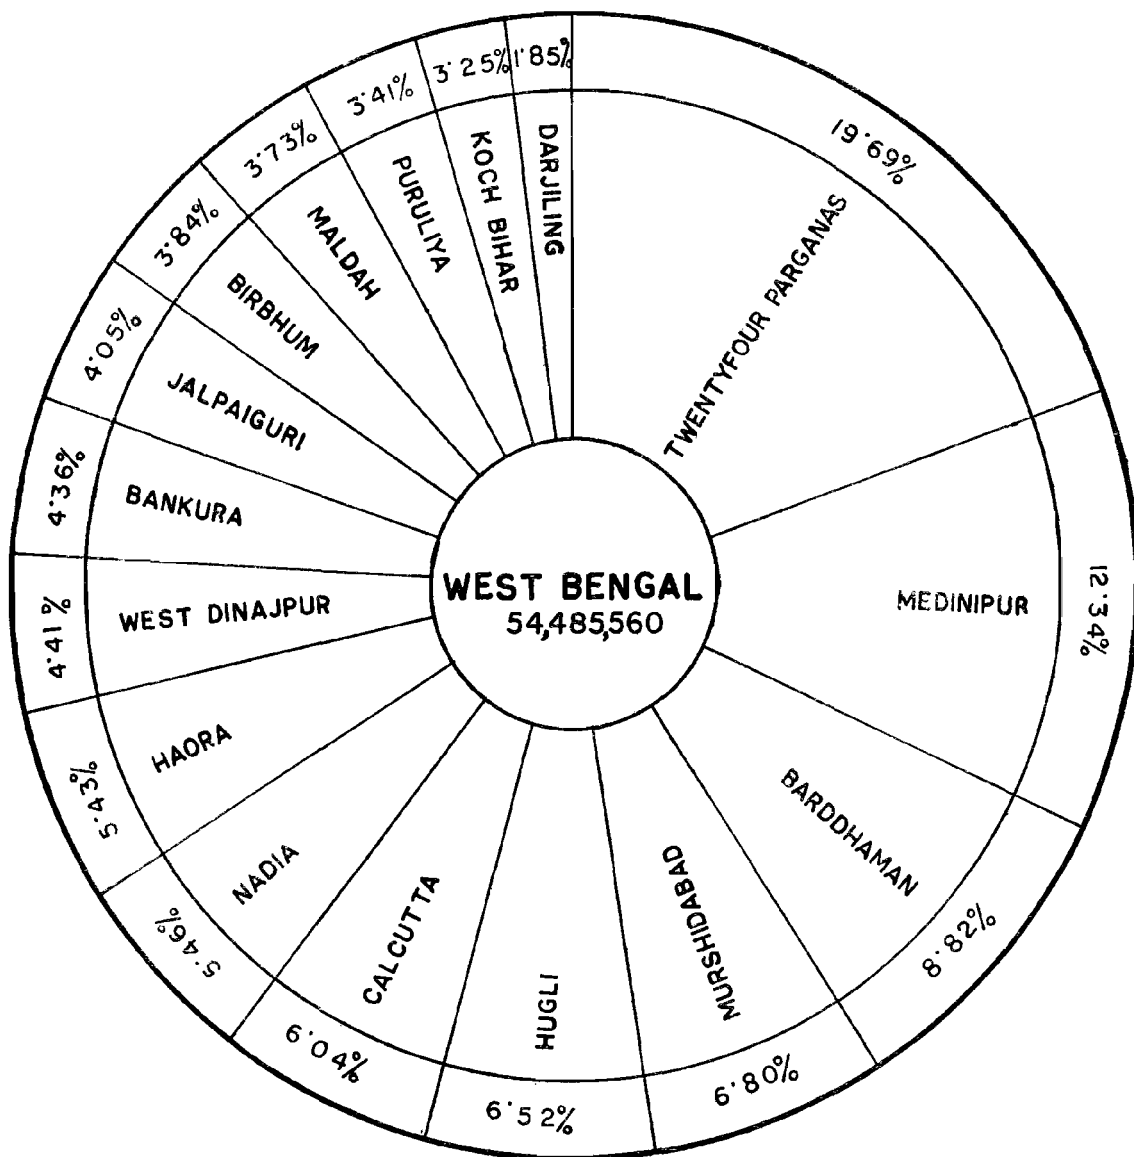 WEST BENGAL
54,485,560
TWENTYFOUR PARGANAS
19·69%
MEDINIPUR
12·34%
BARDDHAMAN
8·82%
MURSHIDABAD
6·80%
HUGLI
6·52%
CALCUTTA
6·04%
NADIA
5·46%
HAORA
5·43%
WEST DINAJPUR
4·41%
BANKURA
4·36%
JALPAIGURI
4·05%
BIRBHUM
3·84%
MALDAH
3·73%
PURULIYA
3·41%
KOCH BIHAR
3·25%
DARJILING
1·85%